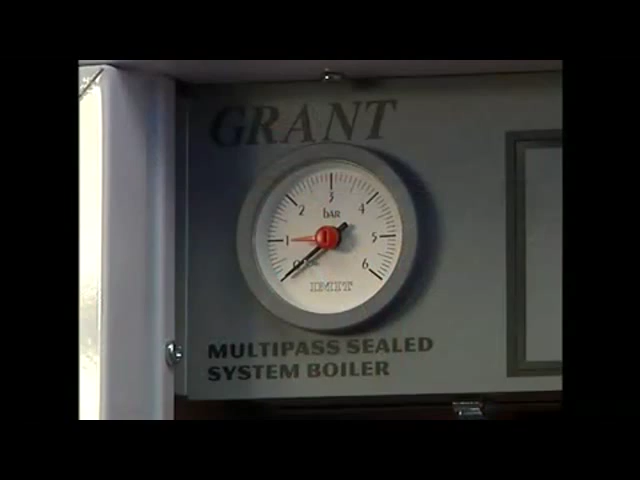 GRANT
3
2 4
bAR
1 5
0 6
IMIT
MULTIPASS SEALED
SYSTEM BOILER